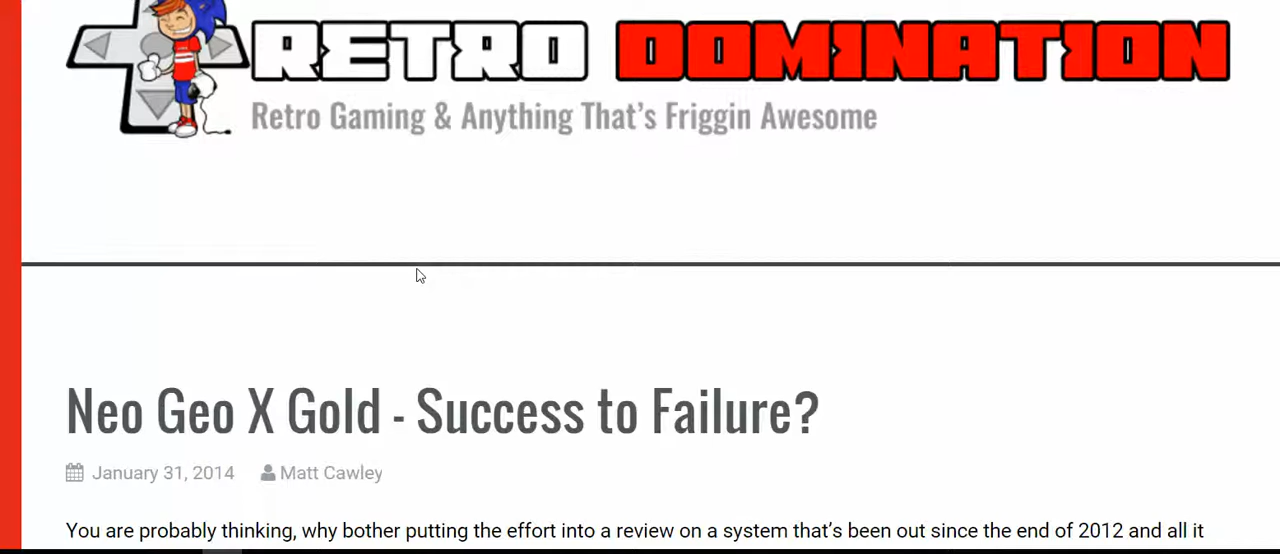 RETRO DOMINATION
Retro Gaming & Anything That's Friggin Awesome
Neo Geo X Gold - Success to Failure?
January 31, 2014 Matt Cawley
You are probably thinking, why bother putting the effort into a review on a system that's been out since the end of 2012 and all it